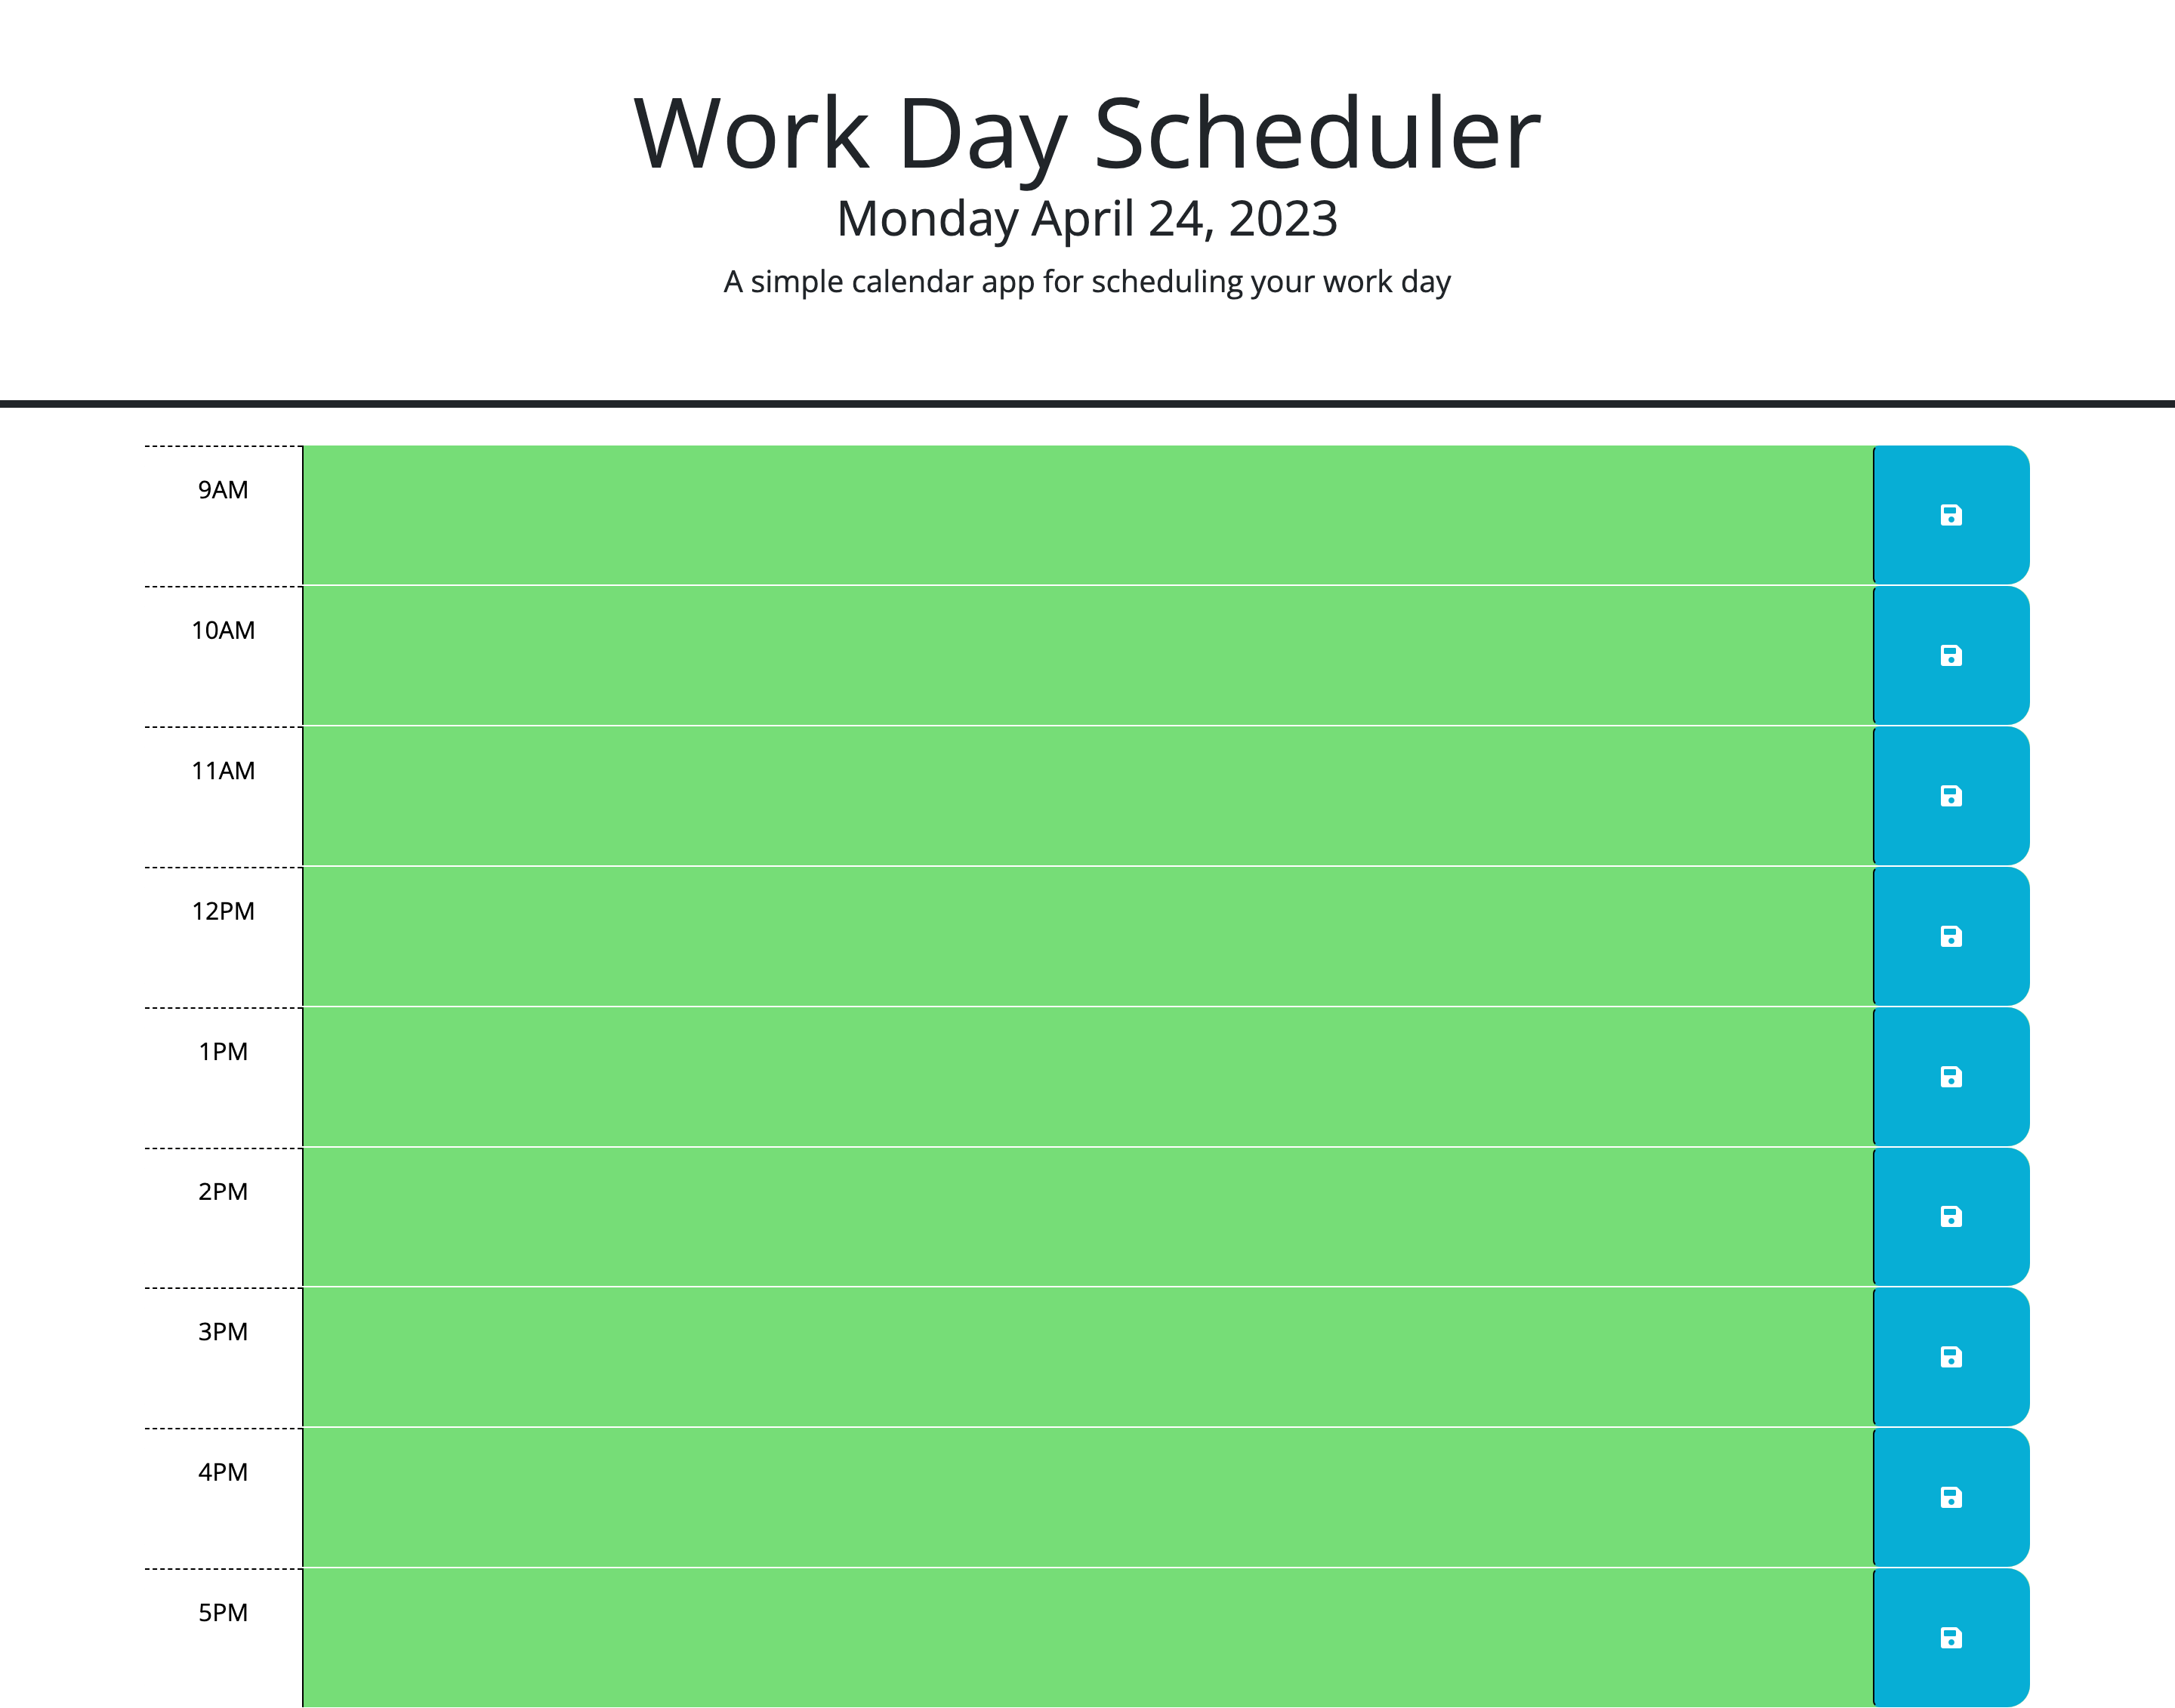 Work Day Scheduler
Monday April 24, 2023
A simple calendar app for scheduling your work day
9AM
10AM
11AM
12PM
1PM
2PM
3PM
4PM
5PM